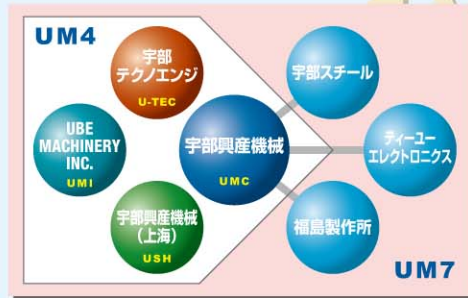 UM4
宇部
テクノエンジ
U-TEC
UBE
MACHINERY
INC.
UMI
宇部興産機械
(上海)
USH
宇部興産機械
UMC
宇部スチール
ティーユー
エレクトロニクス
福島製作所
UM7